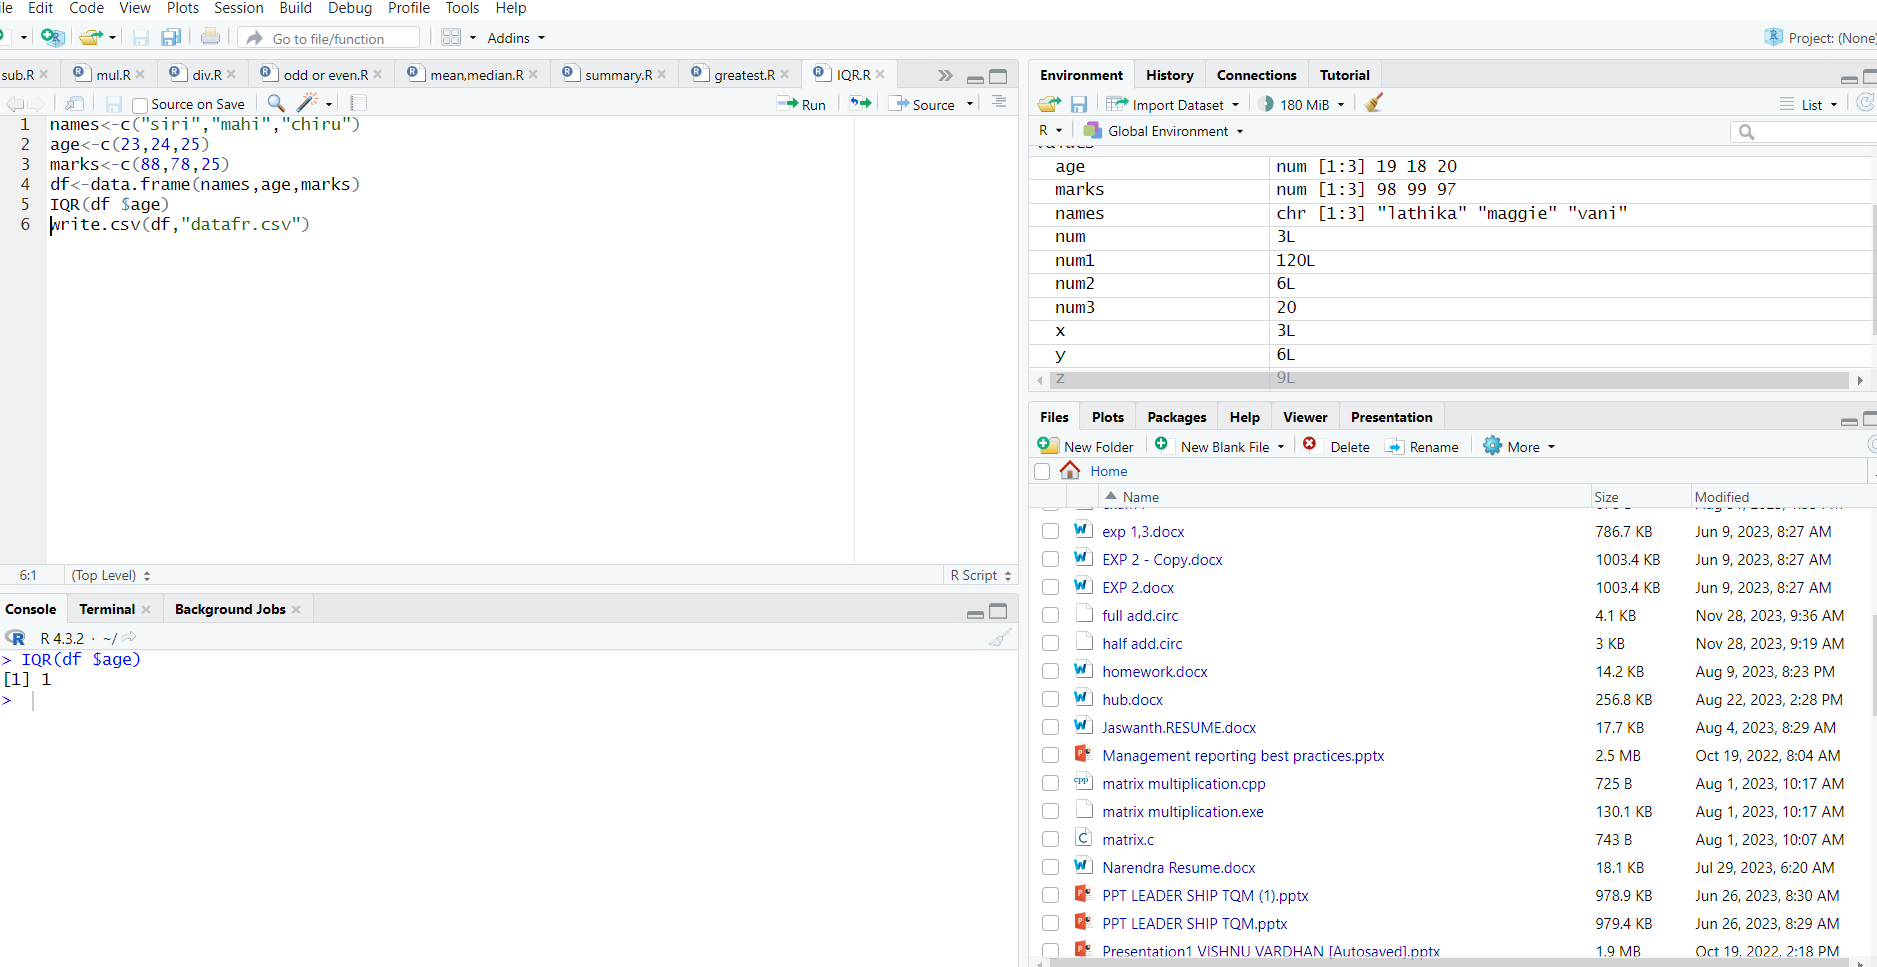 ile Edit Code View Plots Session Build Debug Profile Tools Help
Go to file/function Addins Project: (None)
sub.R mul.R div.R odd or even.R mean,median.R summary.R greatest.R IQR.R
Source on Save Run Source
1 names<-c("siri","mahi","chiru")
2 age<-c(23,24,25)
3 marks<-c(88,78,25)
4 df<-data.frame(names,age,marks)
5 IQR(df $age)
6 write.csv(df,"datafr.csv")
6:1 (Top Level) R Script
Console Terminal Background Jobs
R 4.3.2 · ~/
> IQR(df $age)
[1] 1
>
Environment History Connections Tutorial
Import Dataset 180 MiB List
R Global Environment
values
age num [1:3] 19 18 20
marks num [1:3] 98 99 97
names chr [1:3] "lathika" "maggie" "vani"
num 3L
num1 120L
num2 6L
num3 20
x 3L
y 6L
z 9L
Files Plots Packages Help Viewer Presentation
New Folder New Blank File Delete Rename More
Home
Name Size Modified
exp 1,3.docx 786.7 KB Jun 9, 2023, 8:27 AM
EXP 2 - Copy.docx 1003.4 KB Jun 9, 2023, 8:27 AM
EXP 2.docx 1003.4 KB Jun 9, 2023, 8:27 AM
full add.circ 4.1 KB Nov 28, 2023, 9:36 AM
half add.circ 3 KB Nov 28, 2023, 9:19 AM
homework.docx 14.2 KB Aug 9, 2023, 8:23 PM
hub.docx 256.8 KB Aug 22, 2023, 2:28 PM
Jaswanth.RESUME.docx 17.7 KB Aug 4, 2023, 8:29 AM
Management reporting best practices.pptx 2.5 MB Oct 19, 2022, 8:04 AM
matrix multiplication.cpp 725 B Aug 1, 2023, 10:17 AM
matrix multiplication.exe 130.1 KB Aug 1, 2023, 10:17 AM
matrix.c 743 B Aug 1, 2023, 10:07 AM
Narendra Resume.docx 18.1 KB Jul 29, 2023, 6:20 AM
PPT LEADER SHIP TQM (1).pptx 978.9 KB Jun 26, 2023, 8:30 AM
PPT LEADER SHIP TQM.pptx 979.4 KB Jun 26, 2023, 8:29 AM
Presentation1 VISHNU VARDHAN [Autosaved].pptx 1.9 MB Oct 19, 2022, 2:18 PM